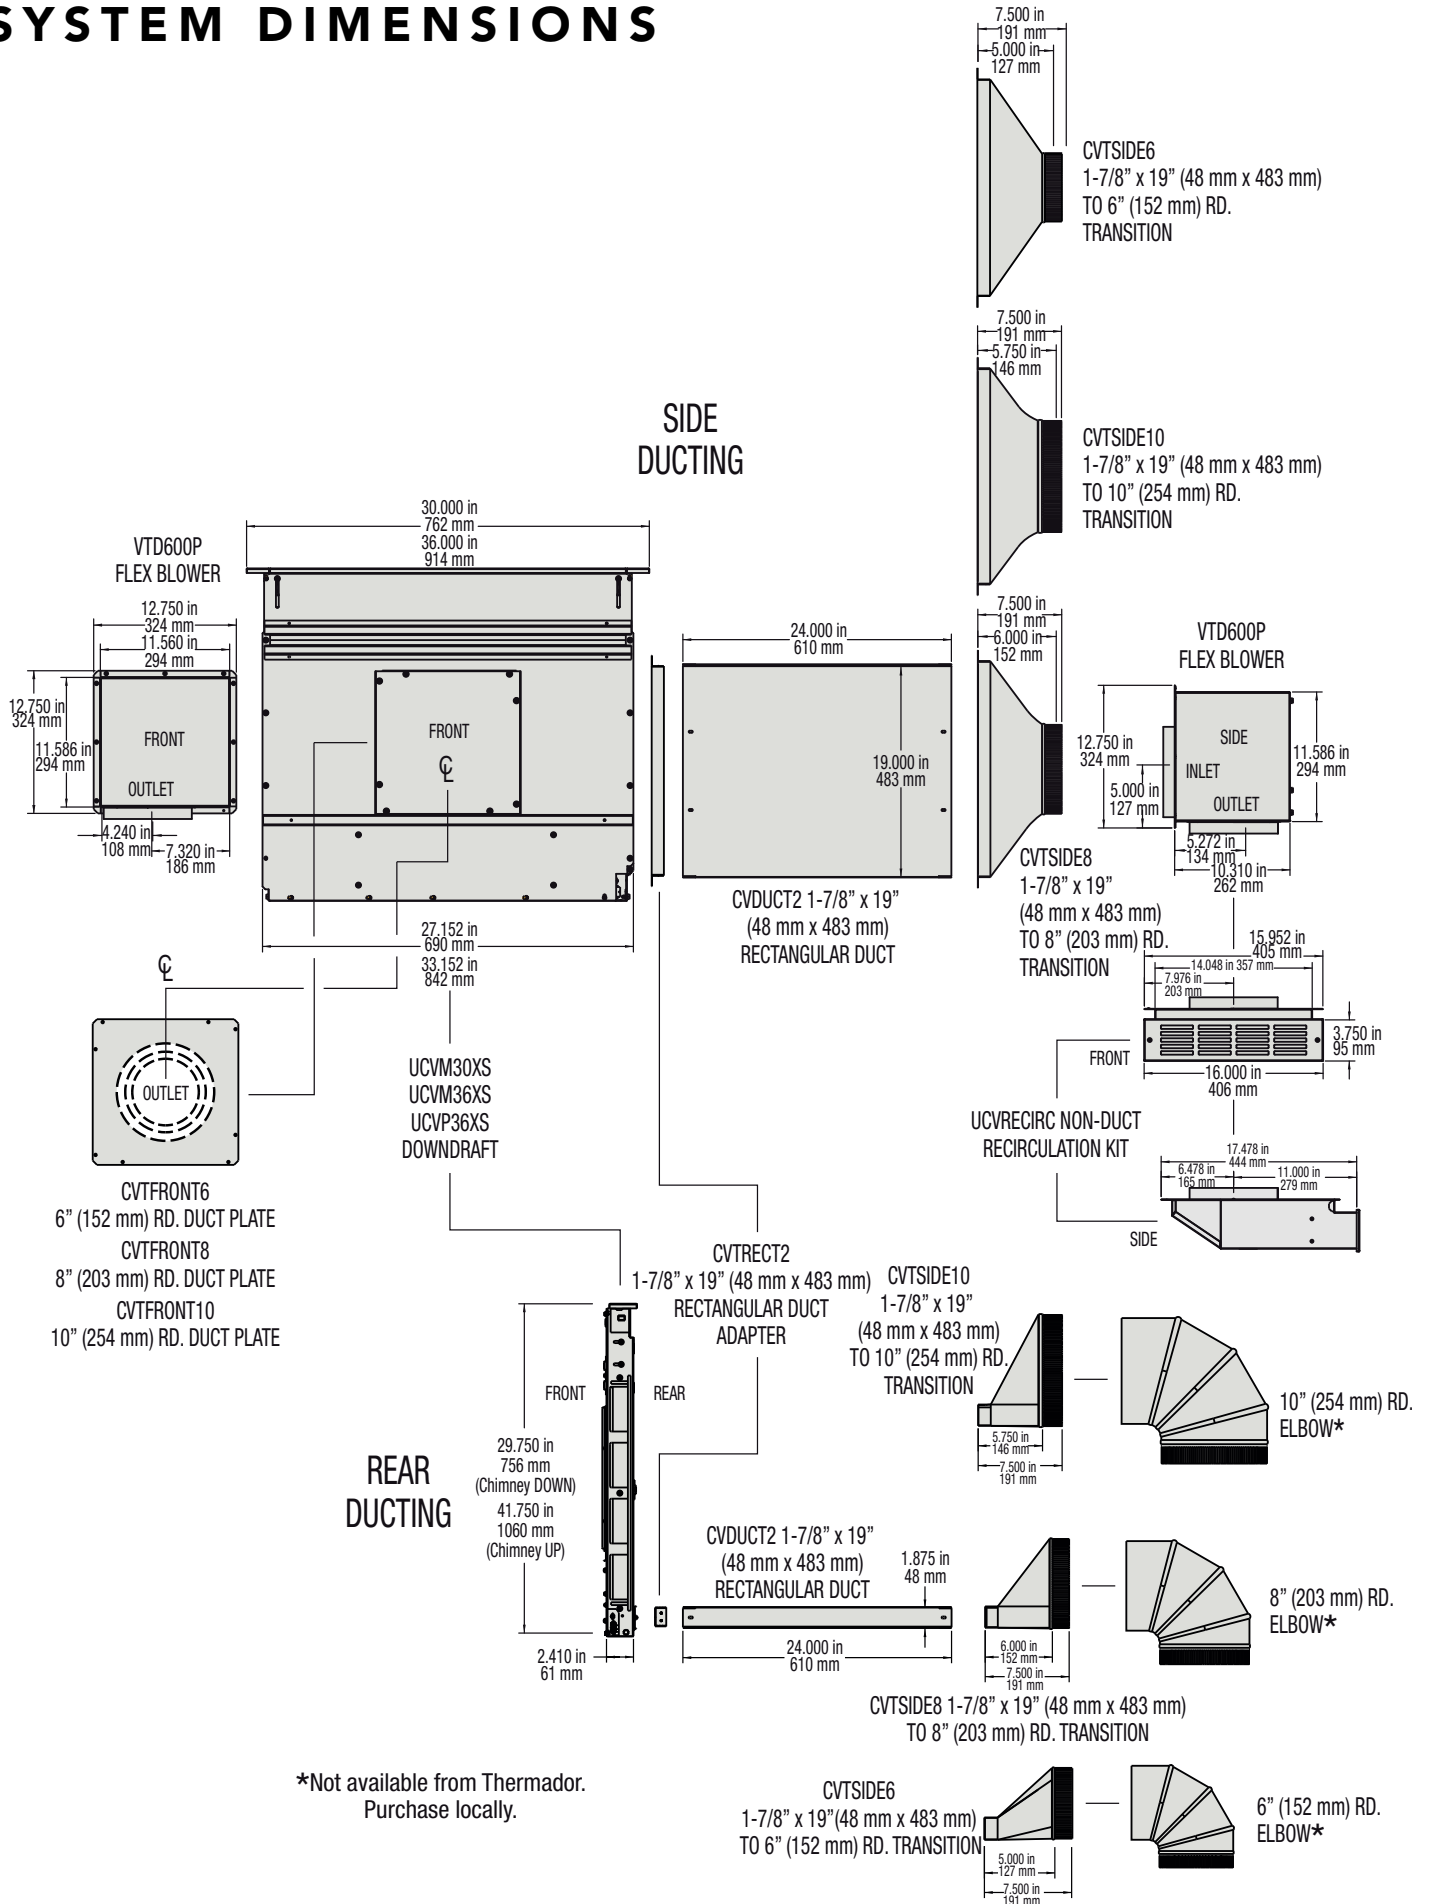 SYSTEM DIMENSIONS
7.500 in
191 mm
5.000 in
127 mm
CVTSIDE6
1-7/8” x 19” (48 mm x 483 mm)
TO 6” (152 mm) RD.
TRANSITION
7.500 in
191 mm
5.750 in
146 mm
CVTSIDE10
1-7/8” x 19” (48 mm x 483 mm)
TO 10” (254 mm) RD.
TRANSITION
SIDE
DUCTING
30.000 in
762 mm
36.000 in
914 mm
VTD600P
FLEX BLOWER
12.750 in
324 mm
11.560 in
294 mm
12.750 in
324 mm
11.586 in
294 mm
FRONT
OUTLET
4.240 in
108 mm
7.320 in
186 mm
FRONT
℄
27.152 in
690 mm
33.152 in
842 mm
24.000 in
610 mm
19.000 in
483 mm
CVDUCT2 1-7/8” x 19”
(48 mm x 483 mm)
RECTANGULAR DUCT
7.500 in
191 mm
6.000 in
152 mm
CVTSIDE8
1-7/8” x 19”
(48 mm x 483 mm)
TO 8” (203 mm) RD.
TRANSITION
VTD600P
FLEX BLOWER
12.750 in
324 mm
5.000 in
127 mm
SIDE
INLET
OUTLET
11.586 in
294 mm
5.272 in
134 mm
10.310 in
262 mm
15.952 in
405 mm
14.048 in 357 mm
7.976 in
203 mm
3.750 in
95 mm
FRONT
16.000 in
406 mm
UCVRECIRC NON-DUCT
RECIRCULATION KIT
17.478 in
444 mm
6.478 in
165 mm
11.000 in
279 mm
SIDE
℄
OUTLET
CVTFRONT6
6” (152 mm) RD. DUCT PLATE
CVTFRONT8
8” (203 mm) RD. DUCT PLATE
CVTFRONT10
10” (254 mm) RD. DUCT PLATE
UCVM30XS
UCVM36XS
UCVP36XS
DOWNDRAFT
CVTRECT2
1-7/8” x 19” (48 mm x 483 mm)
RECTANGULAR DUCT
ADAPTER
CVTSIDE10
1-7/8” x 19”
(48 mm x 483 mm)
TO 10” (254 mm) RD.
TRANSITION
5.750 in
146 mm
7.500 in
191 mm
10” (254 mm) RD.
ELBOW*
REAR
DUCTING
FRONT
REAR
29.750 in
756 mm
(Chimney DOWN)
41.750 in
1060 mm
(Chimney UP)
2.410 in
61 mm
CVDUCT2 1-7/8” x 19”
(48 mm x 483 mm)
RECTANGULAR DUCT
1.875 in
48 mm
24.000 in
610 mm
6.000 in
152 mm
7.500 in
191 mm
8” (203 mm) RD.
ELBOW*
CVTSIDE8 1-7/8” x 19” (48 mm x 483 mm)
TO 8” (203 mm) RD. TRANSITION
*Not available from Thermador.
Purchase locally.
CVTSIDE6
1-7/8” x 19”(48 mm x 483 mm)
TO 6” (152 mm) RD. TRANSITION
5.000 in
127 mm
7.500 in
191 mm
6” (152 mm) RD.
ELBOW*